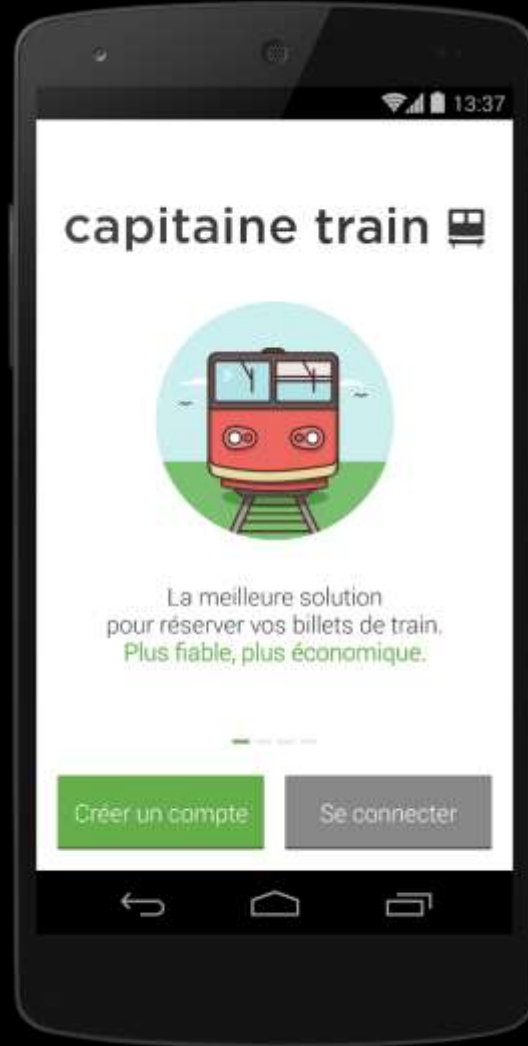 13:37
capitaine train
La meilleure solution
pour réserver vos billets de train.
Plus fiable, plus économique.
Créer un compte
Se connecter